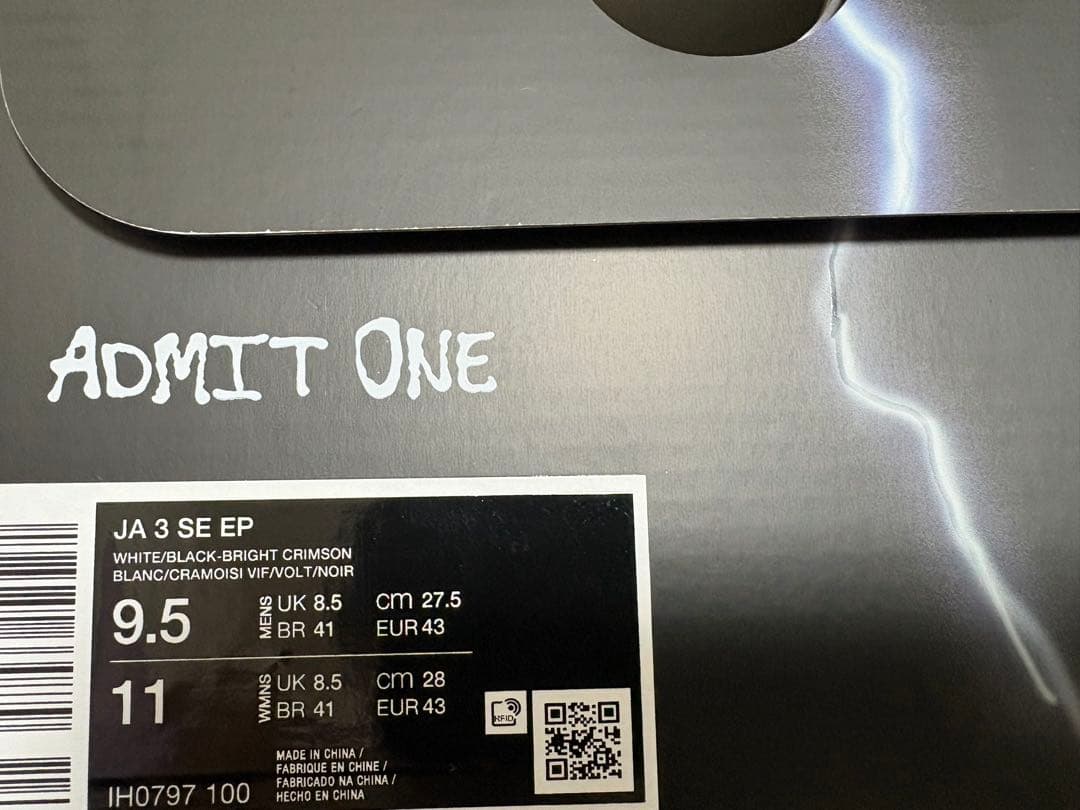 ADMIT ONE
JA 3 SE EP
WHITE/BLACK-BRIGHT CRIMSON
BLANC/CRAMOISI VIF/VOLT/NOIR
9.5 MENS UK 8.5 cm 27.5
BR 41 EUR 43
11 WMNS UK 8.5 cm 28
BR 41 EUR 43
RFID
MADE IN CHINA /
FABRIQUE EN CHINE /
FABRICADO NA CHINA /
HECHO EN CHINA
IH0797 100